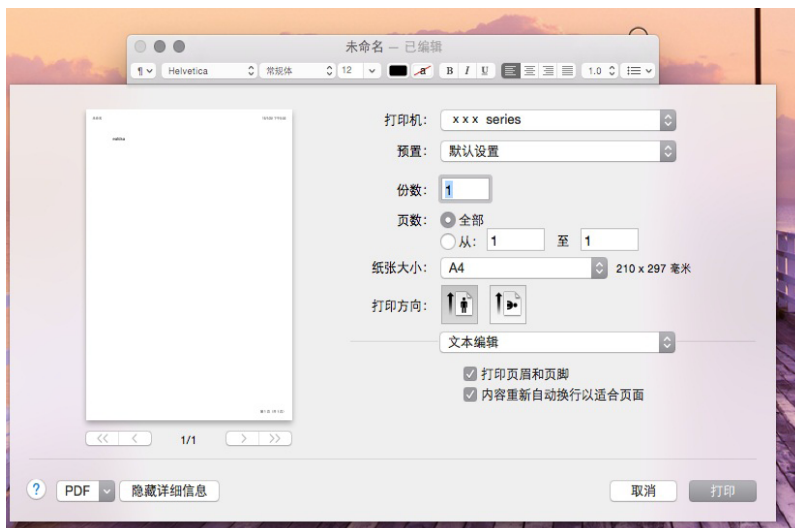 未命名 — 已编辑
¶ Helvetica 常规体 12 a B I U 1.0
打印机: x x x series
预置: 默认设置
份数: 1
页数: 全部
从: 1 至 1
纸张大小: A4 210 x 297 毫米
打印方向:
文本编辑
打印页眉和页脚
内容重新自动换行以适合页面
<< < 1/1 > >>
? PDF 隐藏详细信息 取消 打印